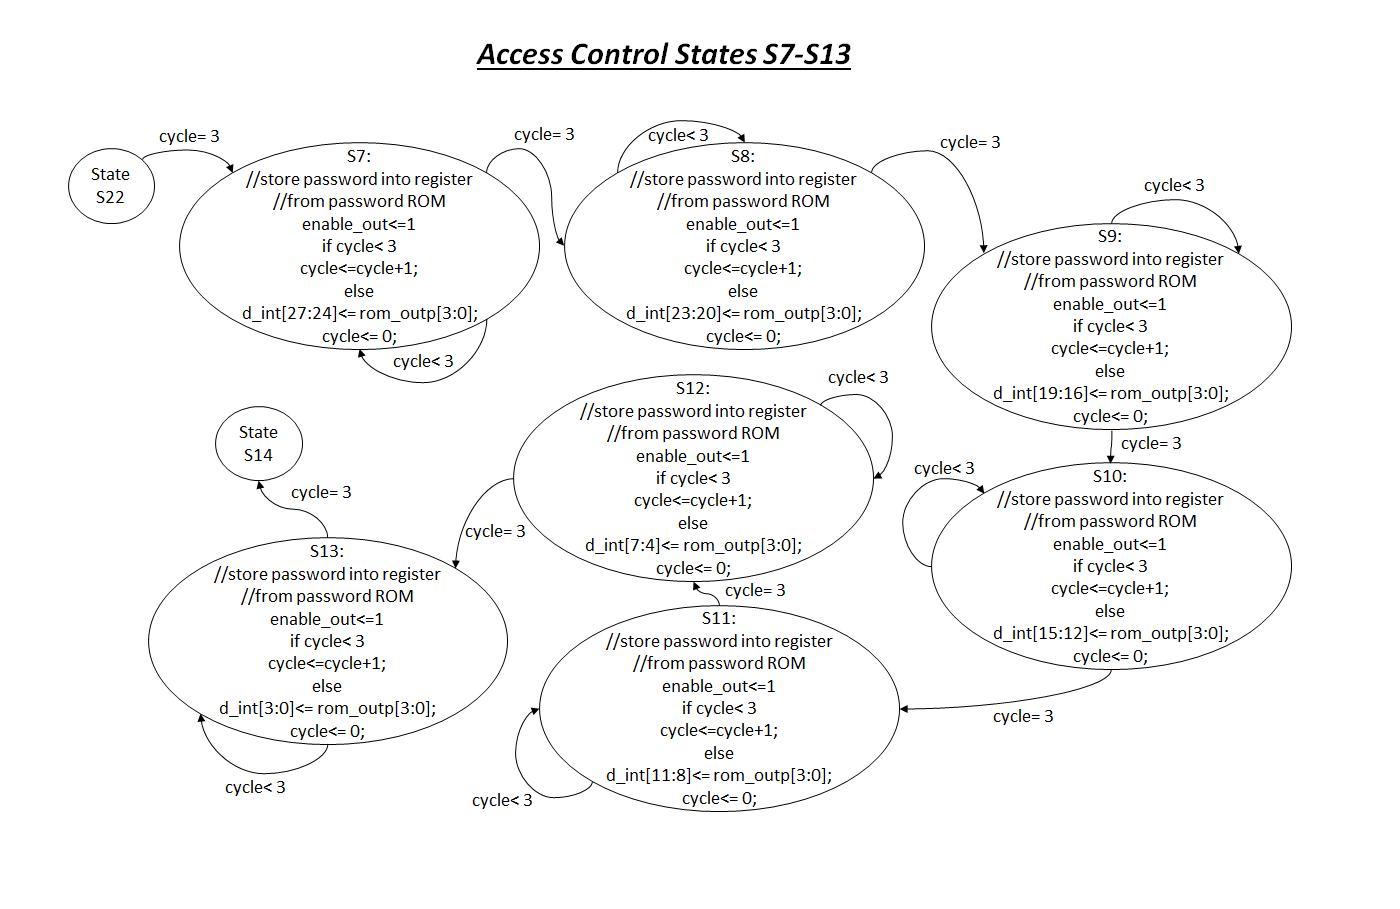 Access Control States S7-S13
cycle= 3
State
S22
S7:
//store password into register
//from password ROM
enable_out<=1
if cycle< 3
cycle<=cycle+1;
else
d_int[27:24]<= rom_outp[3:0];
cycle<= 0;
cycle< 3
cycle= 3
cycle< 3
S8:
//store password into register
//from password ROM
enable_out<=1
if cycle< 3
cycle<=cycle+1;
else
d_int[23:20]<= rom_outp[3:0];
cycle<= 0;
cycle= 3
cycle< 3
S9:
//store password into register
//from password ROM
enable_out<=1
if cycle< 3
cycle<=cycle+1;
else
d_int[19:16]<= rom_outp[3:0];
cycle<= 0;
cycle= 3
cycle< 3
S10:
//store password into register
//from password ROM
enable_out<=1
if cycle< 3
cycle<=cycle+1;
else
d_int[15:12]<= rom_outp[3:0];
cycle<= 0;
cycle= 3
S11:
//store password into register
//from password ROM
enable_out<=1
if cycle< 3
cycle<=cycle+1;
else
d_int[11:8]<= rom_outp[3:0];
cycle<= 0;
cycle< 3
cycle= 3
S12:
//store password into register
//from password ROM
enable_out<=1
if cycle< 3
cycle<=cycle+1;
else
d_int[7:4]<= rom_outp[3:0];
cycle<= 0;
cycle< 3
cycle= 3
S13:
//store password into register
//from password ROM
enable_out<=1
if cycle< 3
cycle<=cycle+1;
else
d_int[3:0]<= rom_outp[3:0];
cycle<= 0;
cycle< 3
cycle= 3
State
S14